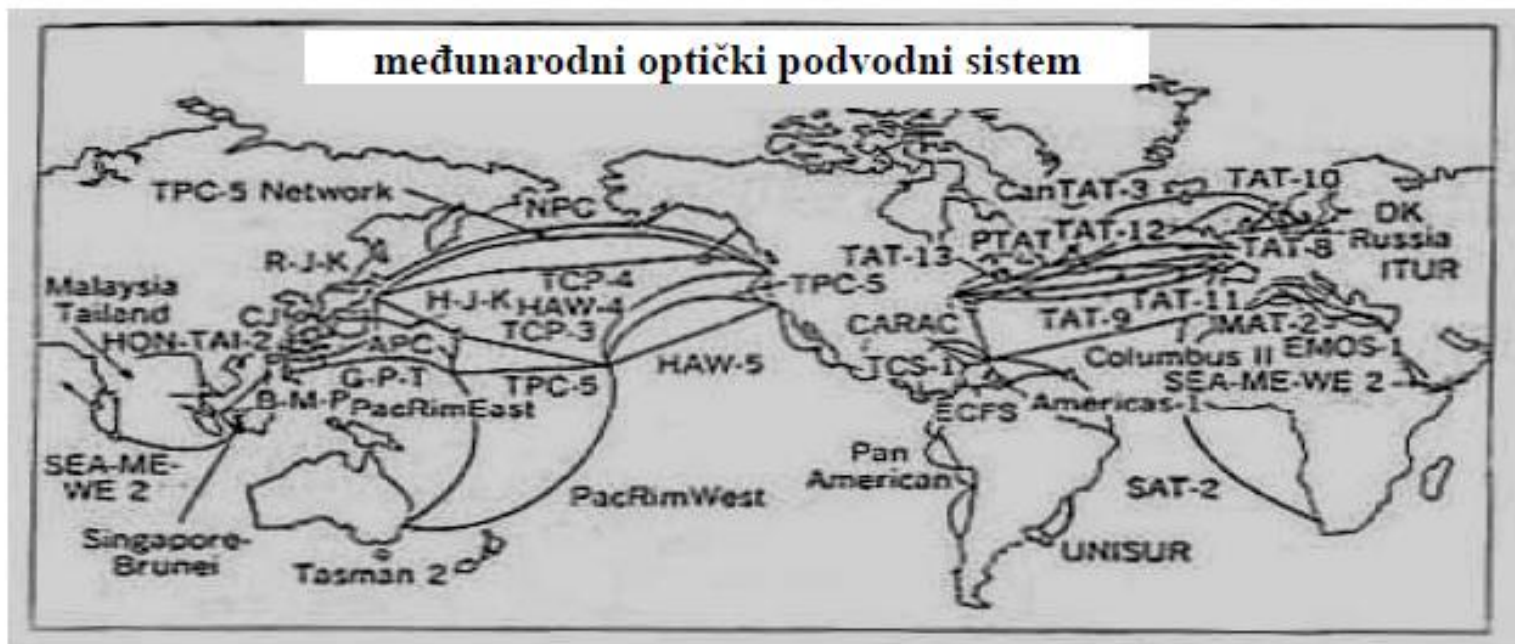 međunarodni optički podvodni sistem
TPC-5 Network
NPC
CanTAT-3
TAT-10
DK
Russia
ITUR
PTAT
TAT-12
TAT-8
TAT-13
R-J-K
Malaysia
Tailand
TCP-4
H-J-K
HAW-4
TCP-3
TPC-5
CJ
HON-TAI-2
APC
G-P-T
TPC-5
HAW-5
CARAC
TCS-1
TAT-9
TAT-11
MAT-2
Columbus II
EMOS-1
SEA-ME-WE 2
B-M-P
PacRimEast
ECFS
Americas-1
SEA-ME-
WE 2
PacRimWest
Pan
American
SAT-2
Singapore-
Brunei
Tasman 2
UNISUR